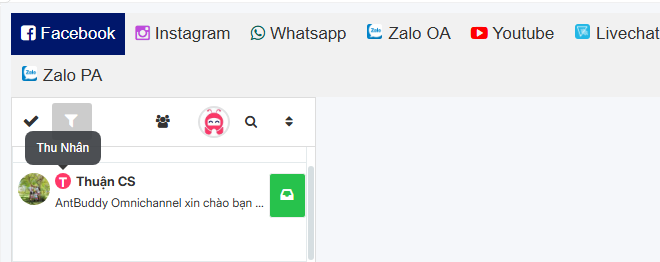 Facebook Instagram Whatsapp Zalo OA Youtube Livechat
Zalo PA
Thu Nhân
T Thuận CS
AntBuddy Omnichannel xin chào bạn ...